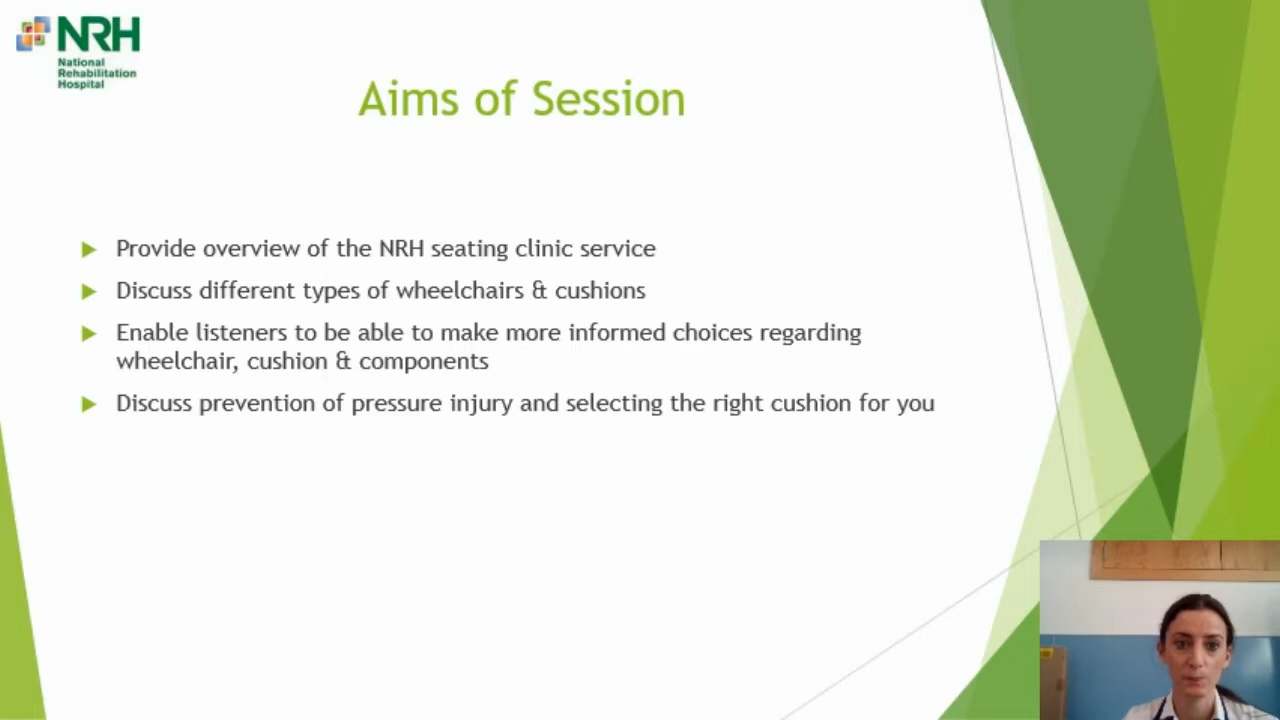 NRH
National
Rehabilitation
Hospital
Aims of Session
Provide overview of the NRH seating clinic service
Discuss different types of wheelchairs & cushions
Enable listeners to be able to make more informed choices regarding
wheelchair, cushion & components
Discuss prevention of pressure injury and selecting the right cushion for you